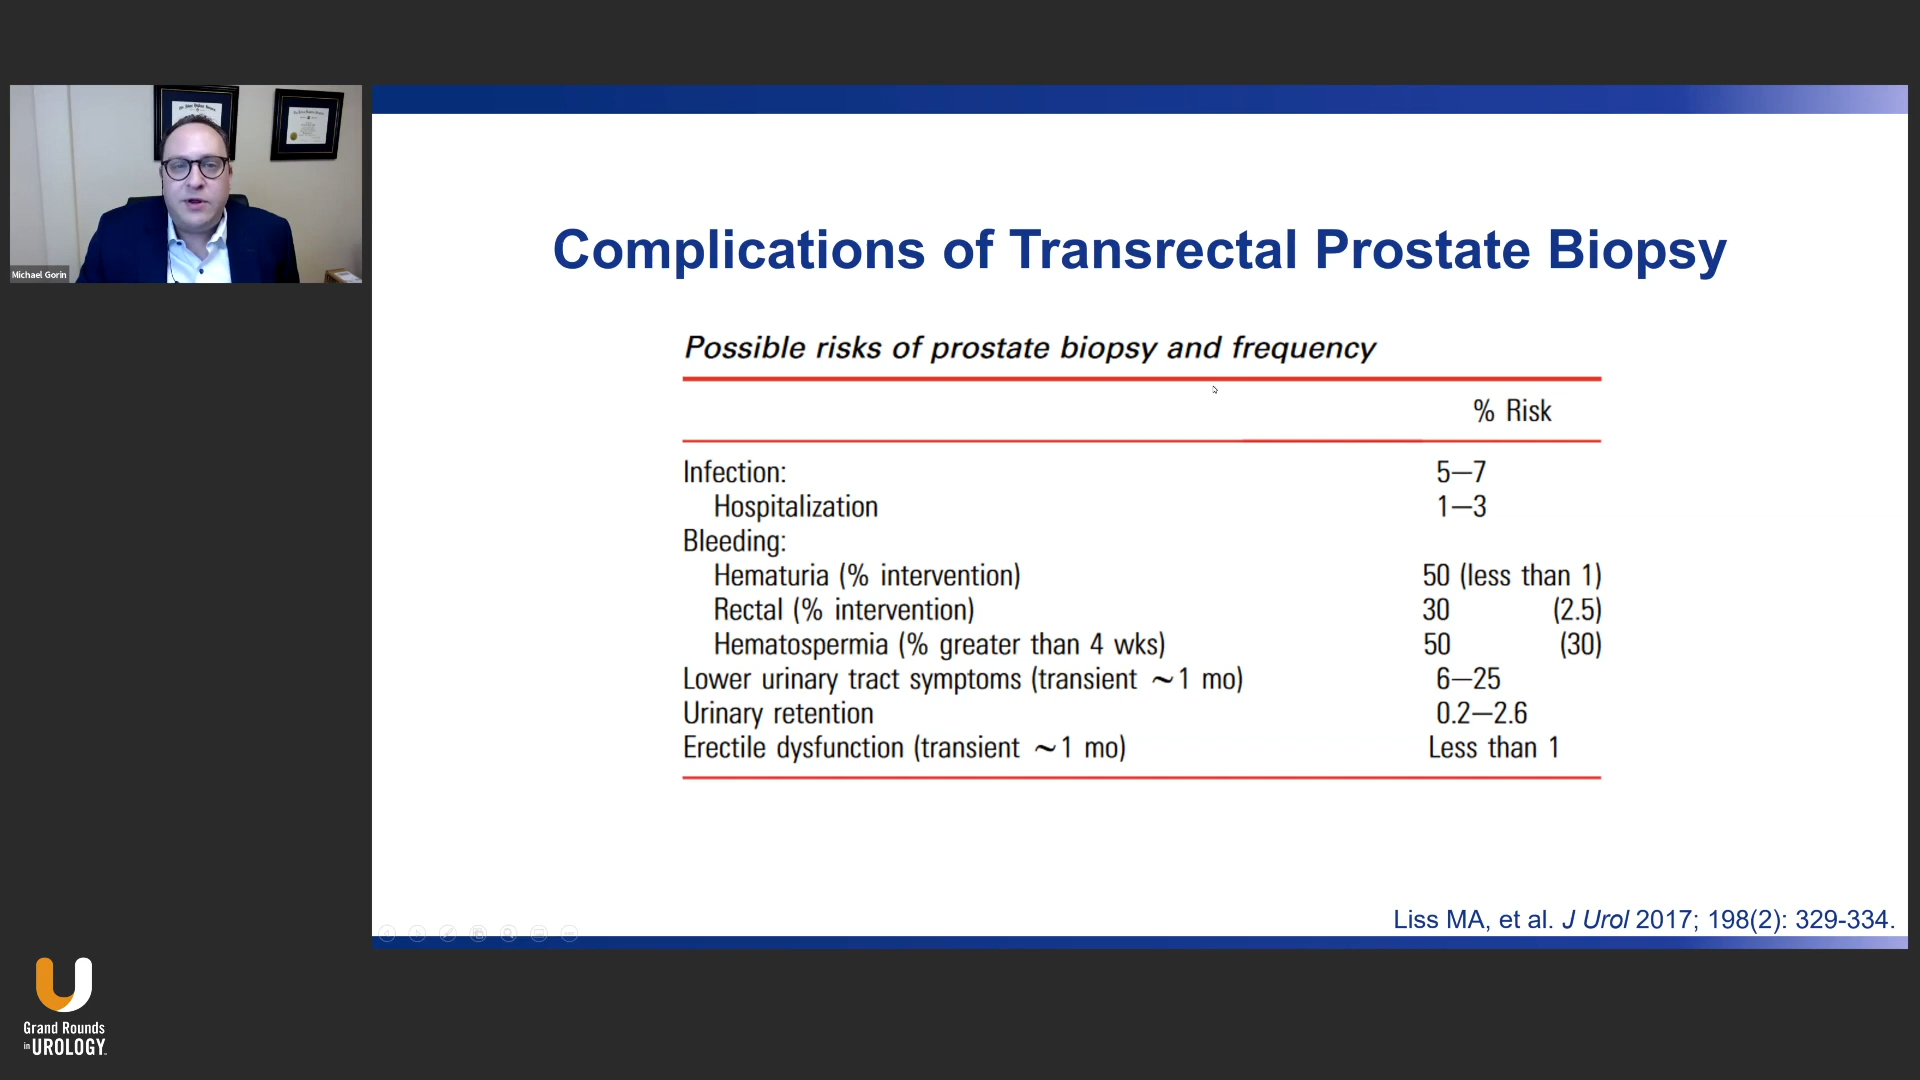 Michael Gorin
Complications of Transrectal Prostate Biopsy
Possible risks of prostate biopsy and frequency
% Risk
Infection: 5—7
Hospitalization 1—3
Bleeding:
Hematuria (% intervention) 50 (less than 1)
Rectal (% intervention) 30 (2.5)
Hematospermia (% greater than 4 wks) 50 (30)
Lower urinary tract symptoms (transient ~1 mo) 6—25
Urinary retention 0.2—2.6
Erectile dysfunction (transient ~1 mo) Less than 1
Liss MA, et al. J Urol 2017; 198(2): 329-334.
Grand Rounds
in UROLOGY